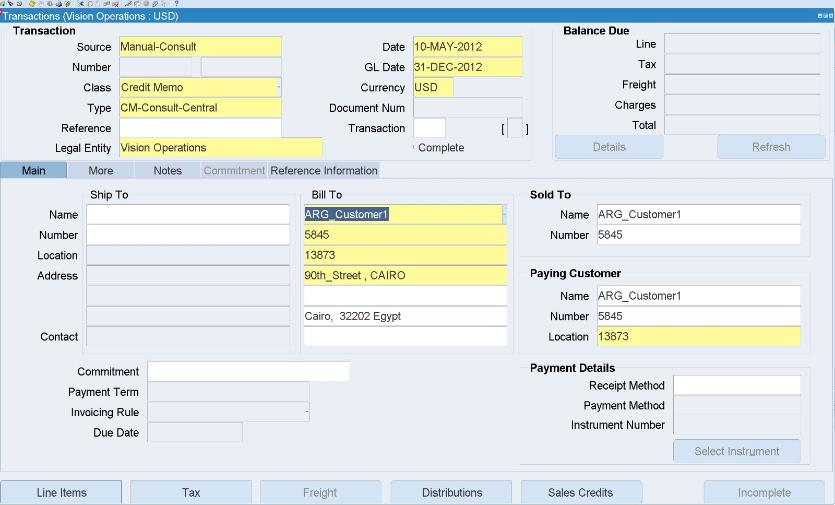 Transactions (Vision Operations : USD)
Transaction
Source Manual-Consult
Number
Class Credit Memo
Type CM-Consult-Central
Reference
Legal Entity Vision Operations
Date 10-MAY-2012
GL Date 31-DEC-2012
Currency USD
Document Num
Transaction [ ]
Complete
Balance Due
Line
Tax
Freight
Charges
Total
Details Refresh
Main More Notes Commitment Reference Information
Ship To
Name
Number
Location
Address
Contact
Bill To
ARG_Customer1
5845
13873
90th_Street , CAIRO
Cairo, 32202 Egypt
Sold To
Name ARG_Customer1
Number 5845
Paying Customer
Name ARG_Customer1
Number 5845
Location 13873
Commitment
Payment Term
Invoicing Rule
Due Date
Payment Details
Receipt Method
Payment Method
Instrument Number
Select Instrument
Line Items Tax Freight Distributions Sales Credits Incomplete